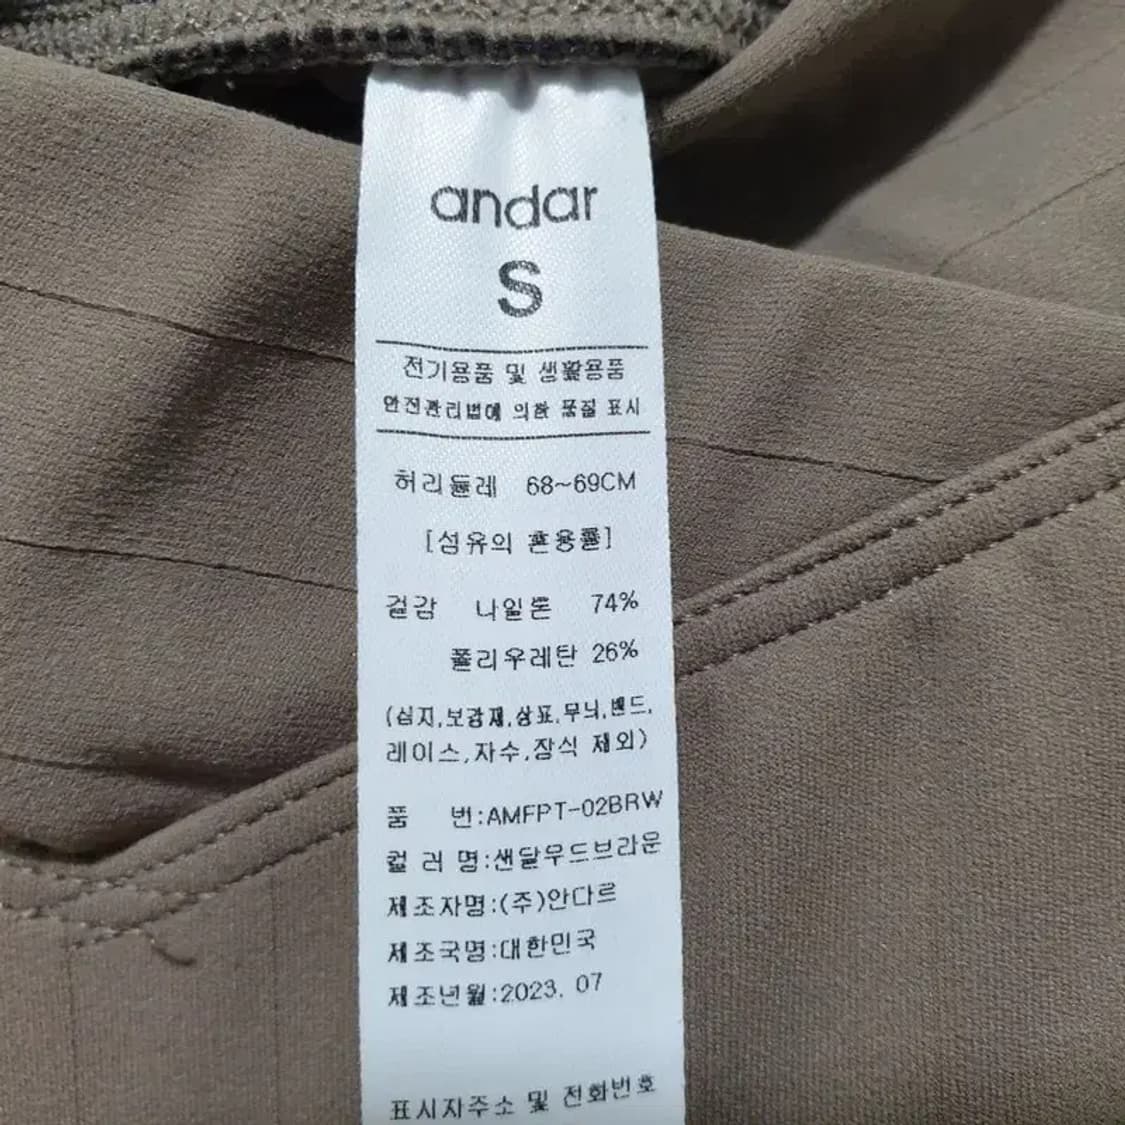 andar
S
전기용품 및 생활용품
안전관리법에 의한 품질 표시
허리둘레 68~69CM
[섬유의 혼용률]
겉감 나일론 74%
폴리우레탄 26%
(심지,보강재,상표,무늬,밴드,
레이스,자수,장식 제외)
품 번:AMFPT-02BRW
컬 러 명:샌달우드브라운
제조자명:(주)안다르
제조국명:대한민국
제조년월:2023. 07
표시자주소 및 전화번호